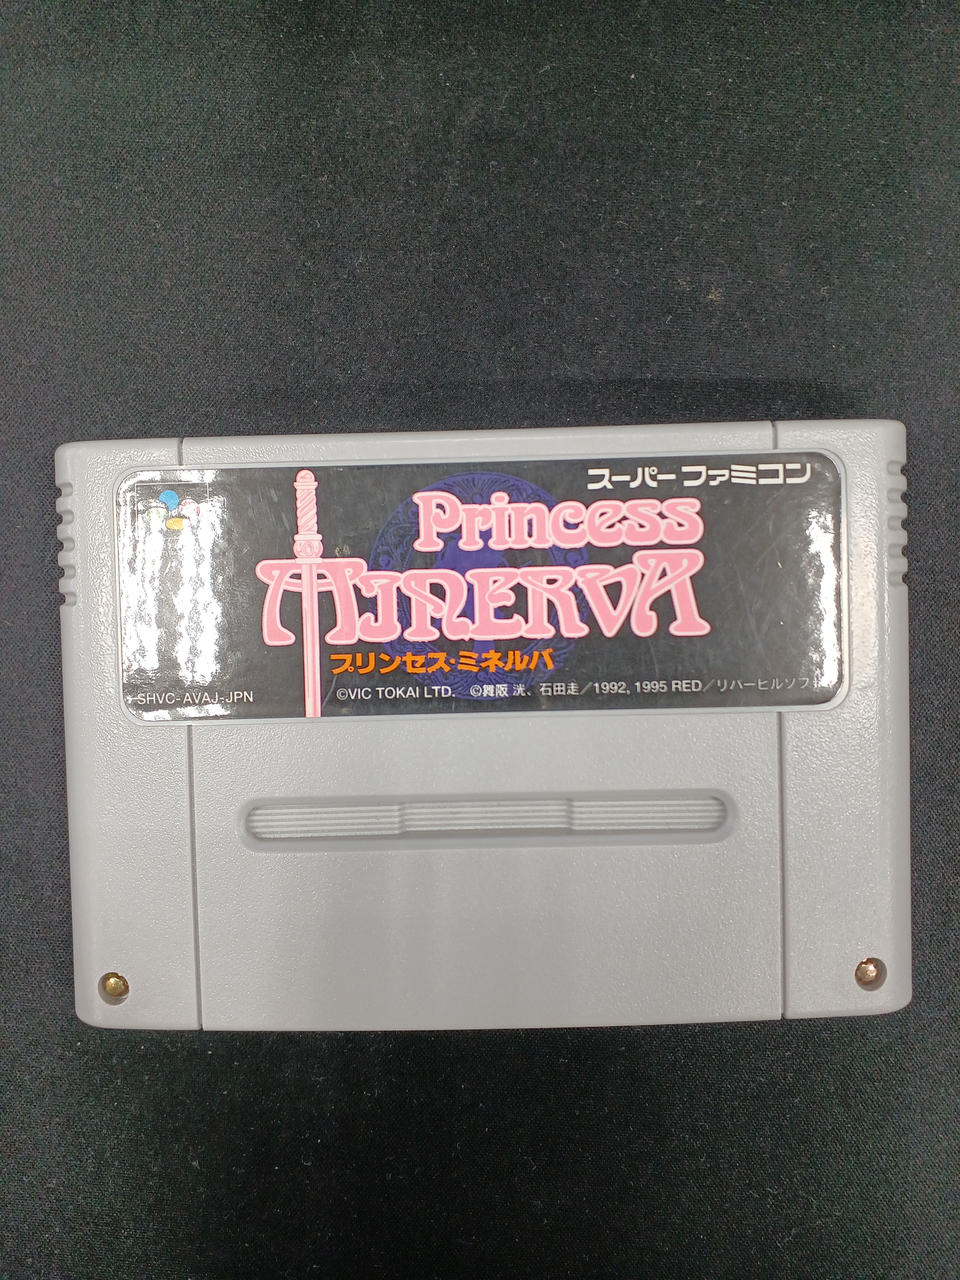 スーパーファミコン
Princess
MINERVA
プリンセス・ミネルバ
SHVC-AVAJ-JPN
©VIC TOKAI LTD. ©舞阪 洸、石田走／1992, 1995 RED／リバーヒルソフト